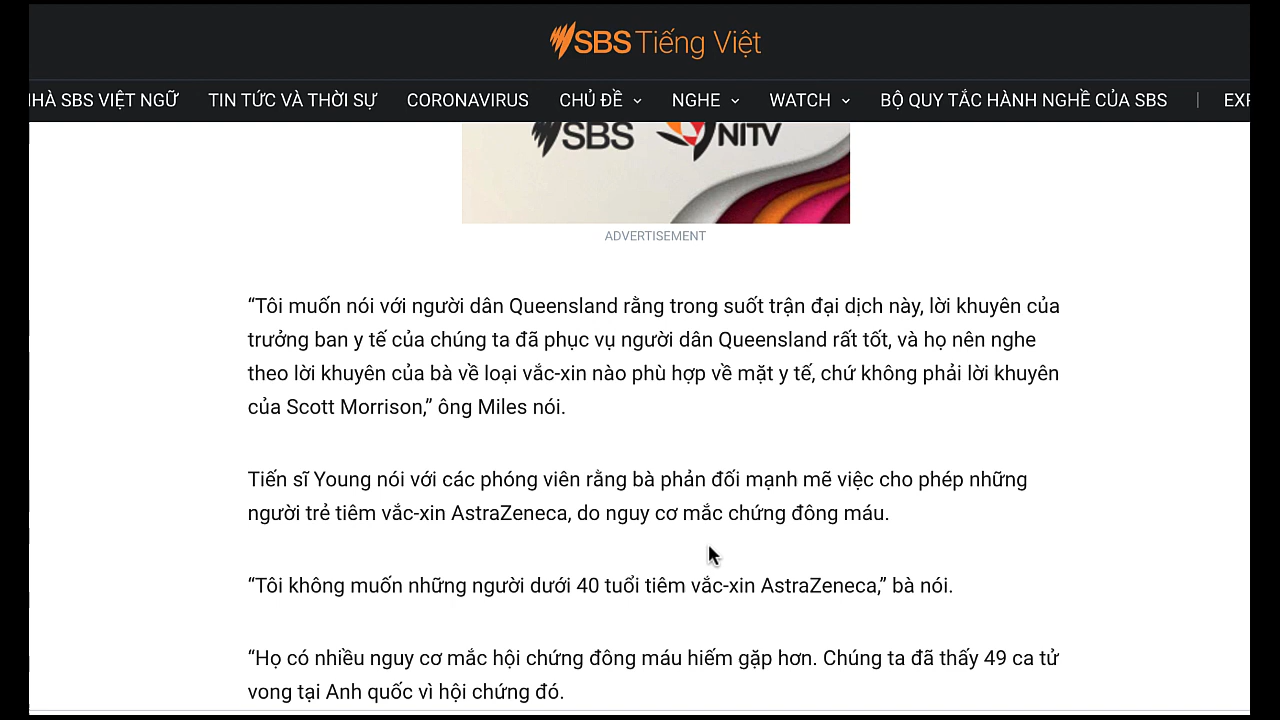 SBS Tiếng Việt
NHÀ SBS VIỆT NGỮ TIN TỨC VÀ THỜI SỰ CORONAVIRUS CHỦ ĐỀ NGHE WATCH BỘ QUY TẮC HÀNH NGHỀ CỦA SBS | EXP
SBS NITV
ADVERTISEMENT
“Tôi muốn nói với người dân Queensland rằng trong suốt trận đại dịch này, lời khuyên của
trưởng ban y tế của chúng ta đã phục vụ người dân Queensland rất tốt, và họ nên nghe
theo lời khuyên của bà về loại vắc-xin nào phù hợp về mặt y tế, chứ không phải lời khuyên
của Scott Morrison,” ông Miles nói.
Tiến sĩ Young nói với các phóng viên rằng bà phản đối mạnh mẽ việc cho phép những
người trẻ tiêm vắc-xin AstraZeneca, do nguy cơ mắc chứng đông máu.
“Tôi không muốn những người dưới 40 tuổi tiêm vắc-xin AstraZeneca,” bà nói.
“Họ có nhiều nguy cơ mắc hội chứng đông máu hiếm gặp hơn. Chúng ta đã thấy 49 ca tử
vong tại Anh quốc vì hội chứng đó.